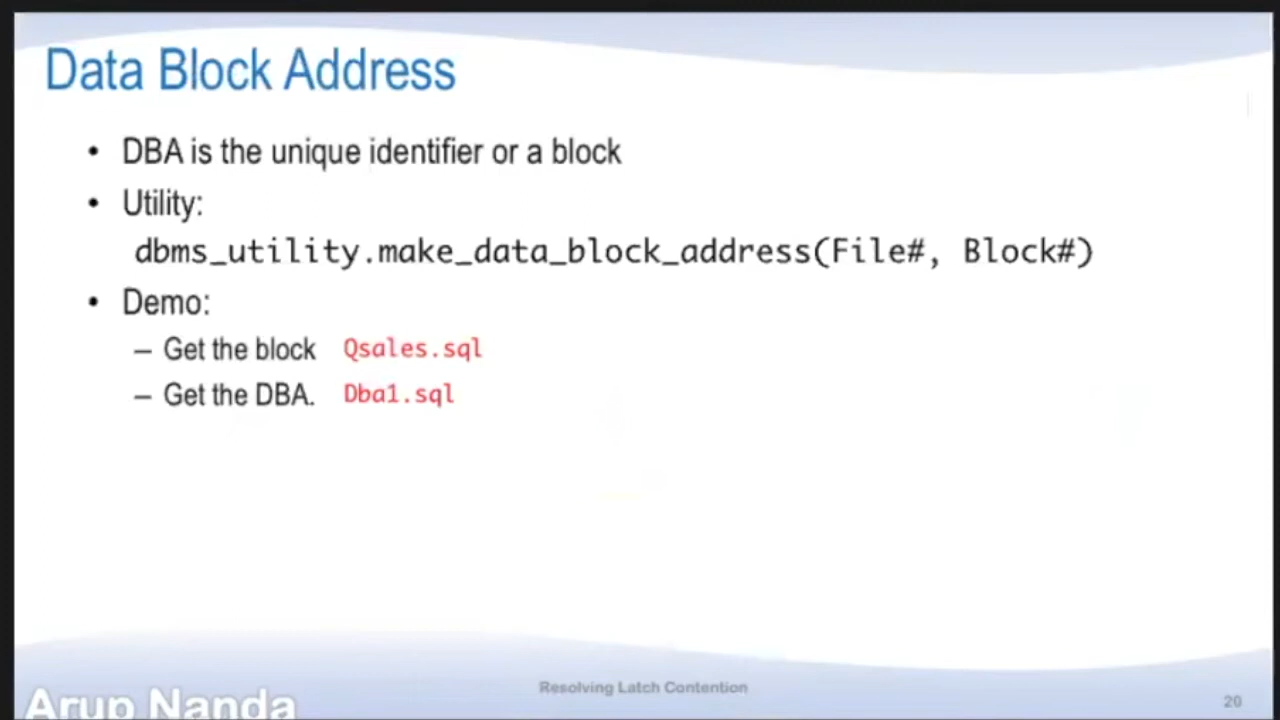 Data Block Address
• DBA is the unique identifier or a block
• Utility:
dbms_utility.make_data_block_address(File#, Block#)
• Demo:
– Get the block Qsales.sql
– Get the DBA. Dba1.sql
Resolving Latch Contention
20
Arup Nanda